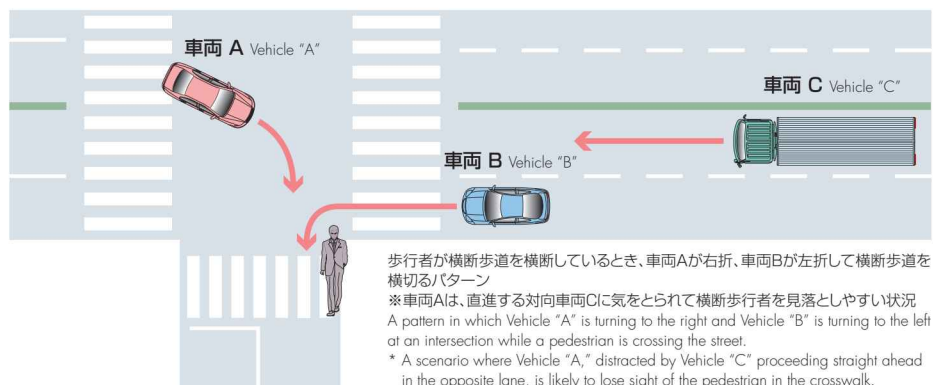 車両 A Vehicle “A”
車両 C Vehicle “C”
車両 B Vehicle “B”
歩行者が横断歩道を横断しているとき、車両Aが右折、車両Bが左折して横断歩道を
横切るパターン
※車両Aは、直進する対向車両Cに気をとられて横断歩行者を見落としやすい状況
A pattern in which Vehicle “A” is turning to the right and Vehicle “B” is turning to the left
at an intersection while a pedestrian is crossing the street.
* A scenario where Vehicle “A,” distracted by Vehicle “C” proceeding straight ahead
in the opposite lane, is likely to lose sight of the pedestrian in the crosswalk.